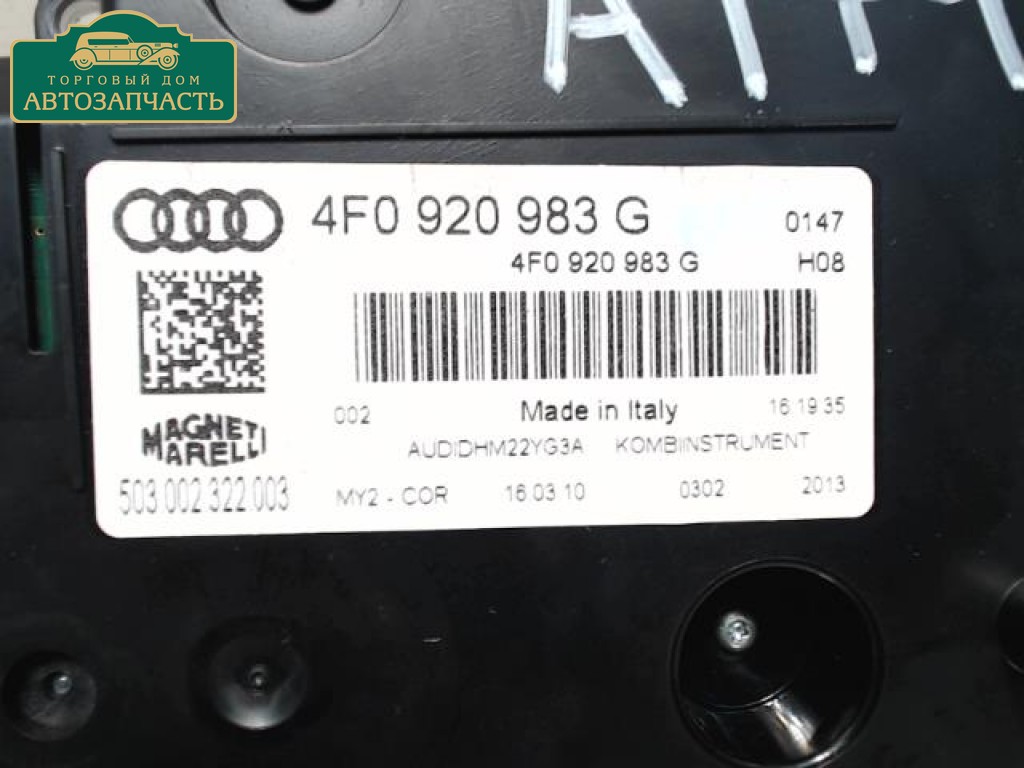 ТОРГОВЫЙ ДОМ
АВТОЗАПЧАСТЬ
4F0 920 983 G
0147
4F0 920 983 G
H08
002
Made in Italy
16 19 35
MAGNETI
MARELLI
AUDIDHM22YG3A KOMBIINSTRUMENT
503 002 322 003
MY2 - COR
16 03 10
0302
2013